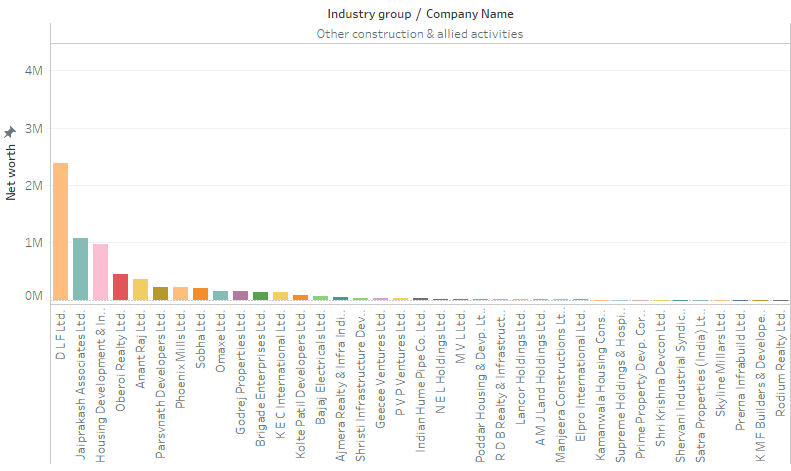 Industry group / Company Name
Other construction & allied activities
Net worth
4M
3M
2M
1M
0M
D L F Ltd.
Jaiprakash Associates Ltd.
Housing Development & In..
Oberoi Realty Ltd.
Anant Raj Ltd.
Parsvnath Developers Ltd.
Phoenix Mills Ltd.
Sobha Ltd.
Omaxe Ltd.
Godrej Properties Ltd.
Brigade Enterprises Ltd.
K E C International Ltd.
Kolte Patil Developers Ltd.
Bajaj Electricals Ltd.
Ajmera Realty & Infra Indi..
Shristi Infrastructure Dev..
Geecee Ventures Ltd.
P V P Ventures Ltd.
Indian Hume Pipe Co. Ltd.
N E L Holdings Ltd.
M V L Ltd.
Poddar Housing & Devp. Lt..
R D B Realty & Infrastruct..
Lancor Holdings Ltd.
A M J Land Holdings Ltd.
Manjeera Constructions Lt..
Elpro International Ltd.
Kamanwala Housing Cons..
Supreme Holdings & Hospi..
Prime Property Devp. Cor..
Shri Krishna Devcon Ltd.
Shervani Industrial Syndic..
Satra Properties (India) Lt..
Skyline Millars Ltd.
Prerna Infrabuild Ltd.
K M F Builders & Develope..
Rodium Realty Ltd.